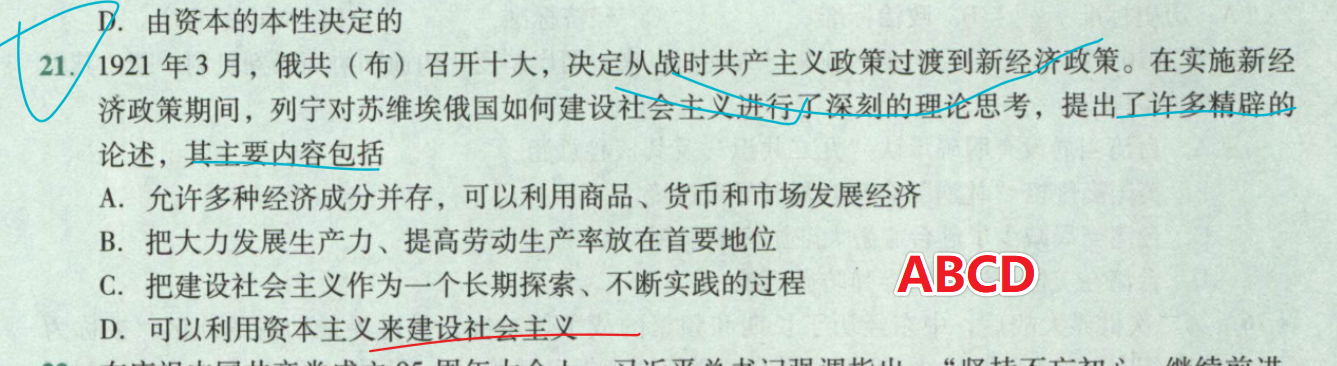 D. 由资本的本性决定的
21. 1921 年 3 月，俄共（布）召开十大，决定从战时共产主义政策过渡到新经济政策。在实施新经
济政策期间，列宁对苏维埃俄国如何建设社会主义进行了深刻的理论思考，提出了许多精辟的
论述，其主要内容包括
A. 允许多种经济成分并存，可以利用商品、货币和市场发展经济
B. 把大力发展生产力、提高劳动生产率放在首要地位
C. 把建设社会主义作为一个长期探索、不断实践的过程
ABCD
D. 可以利用资本主义来建设社会主义